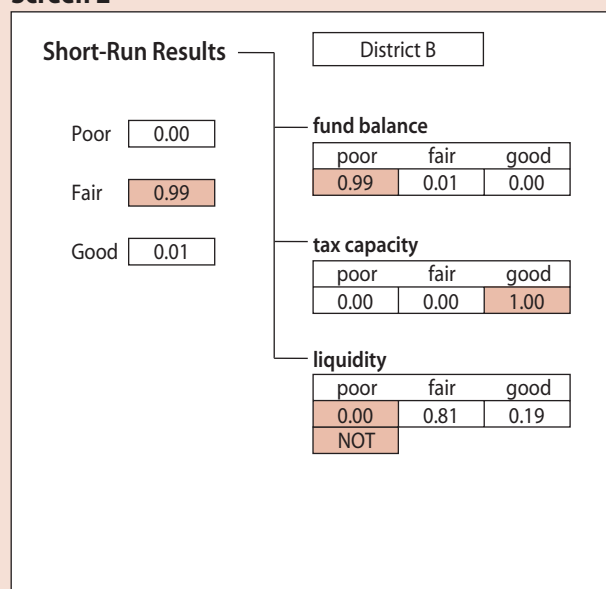 Short-Run Results
District B
Poor 0.00
Fair 0.99
Good 0.01
fund balance
poor fair good
0.99 0.01 0.00
tax capacity
poor fair good
0.00 0.00 1.00
liquidity
poor fair good
0.00 0.81 0.19
NOT